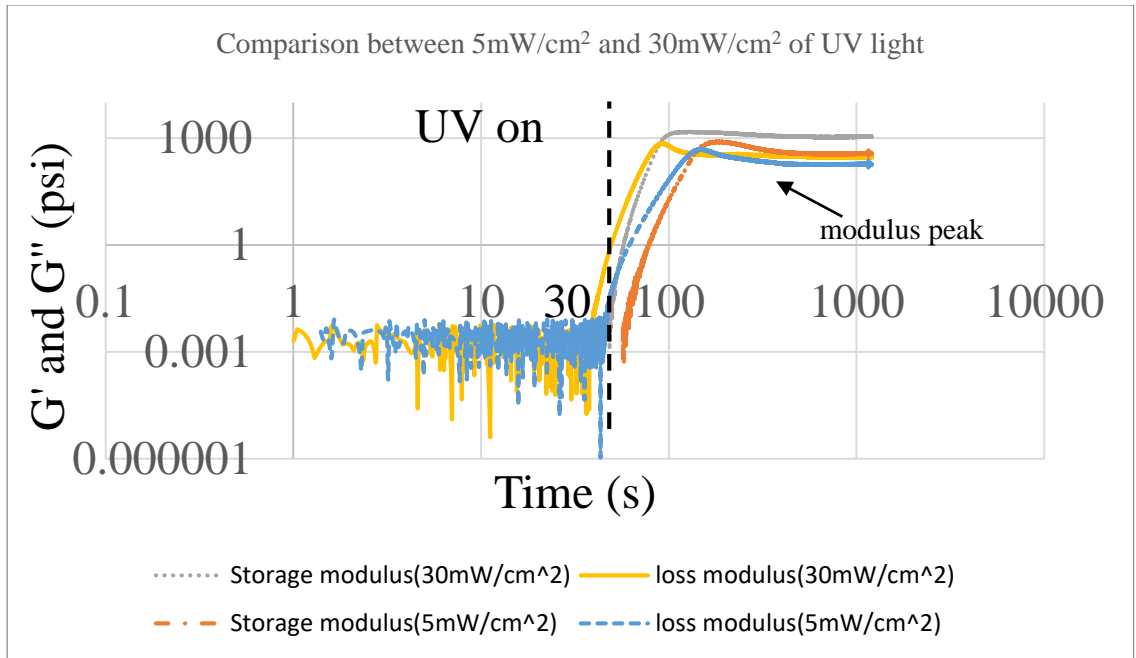 Comparison between 5mW/cm² and 30mW/cm² of UV light
UV on
1000
modulus peak
1
0.1 1 10 30 100 1000 10000
0.001
0.000001
G' and G'' (psi)
Time (s)
Storage modulus(30mW/cm^2) loss modulus(30mW/cm^2)
Storage modulus(5mW/cm^2) loss modulus(5mW/cm^2)